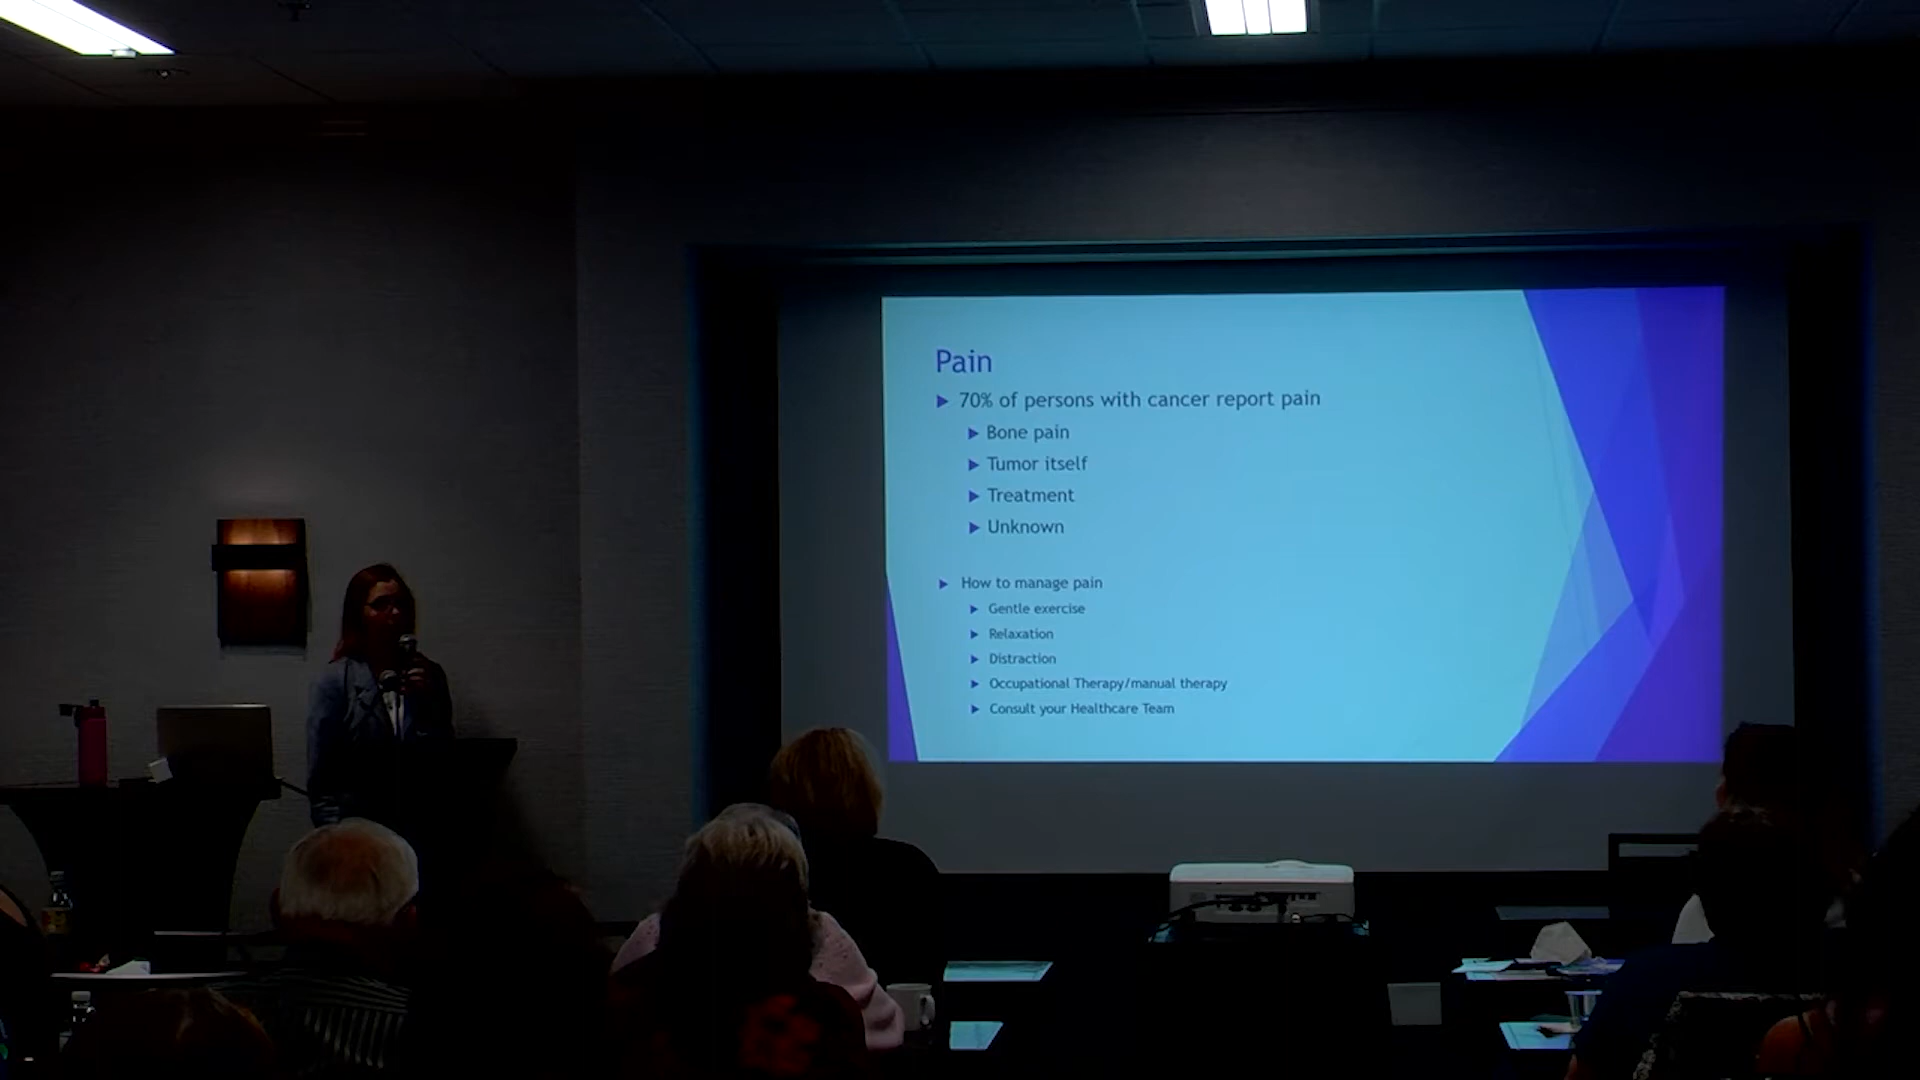 Pain
70% of persons with cancer report pain
Bone pain
Tumor itself
Treatment
Unknown
How to manage pain
Gentle exercise
Relaxation
Distraction
Occupational Therapy/manual therapy
Consult your Healthcare Team